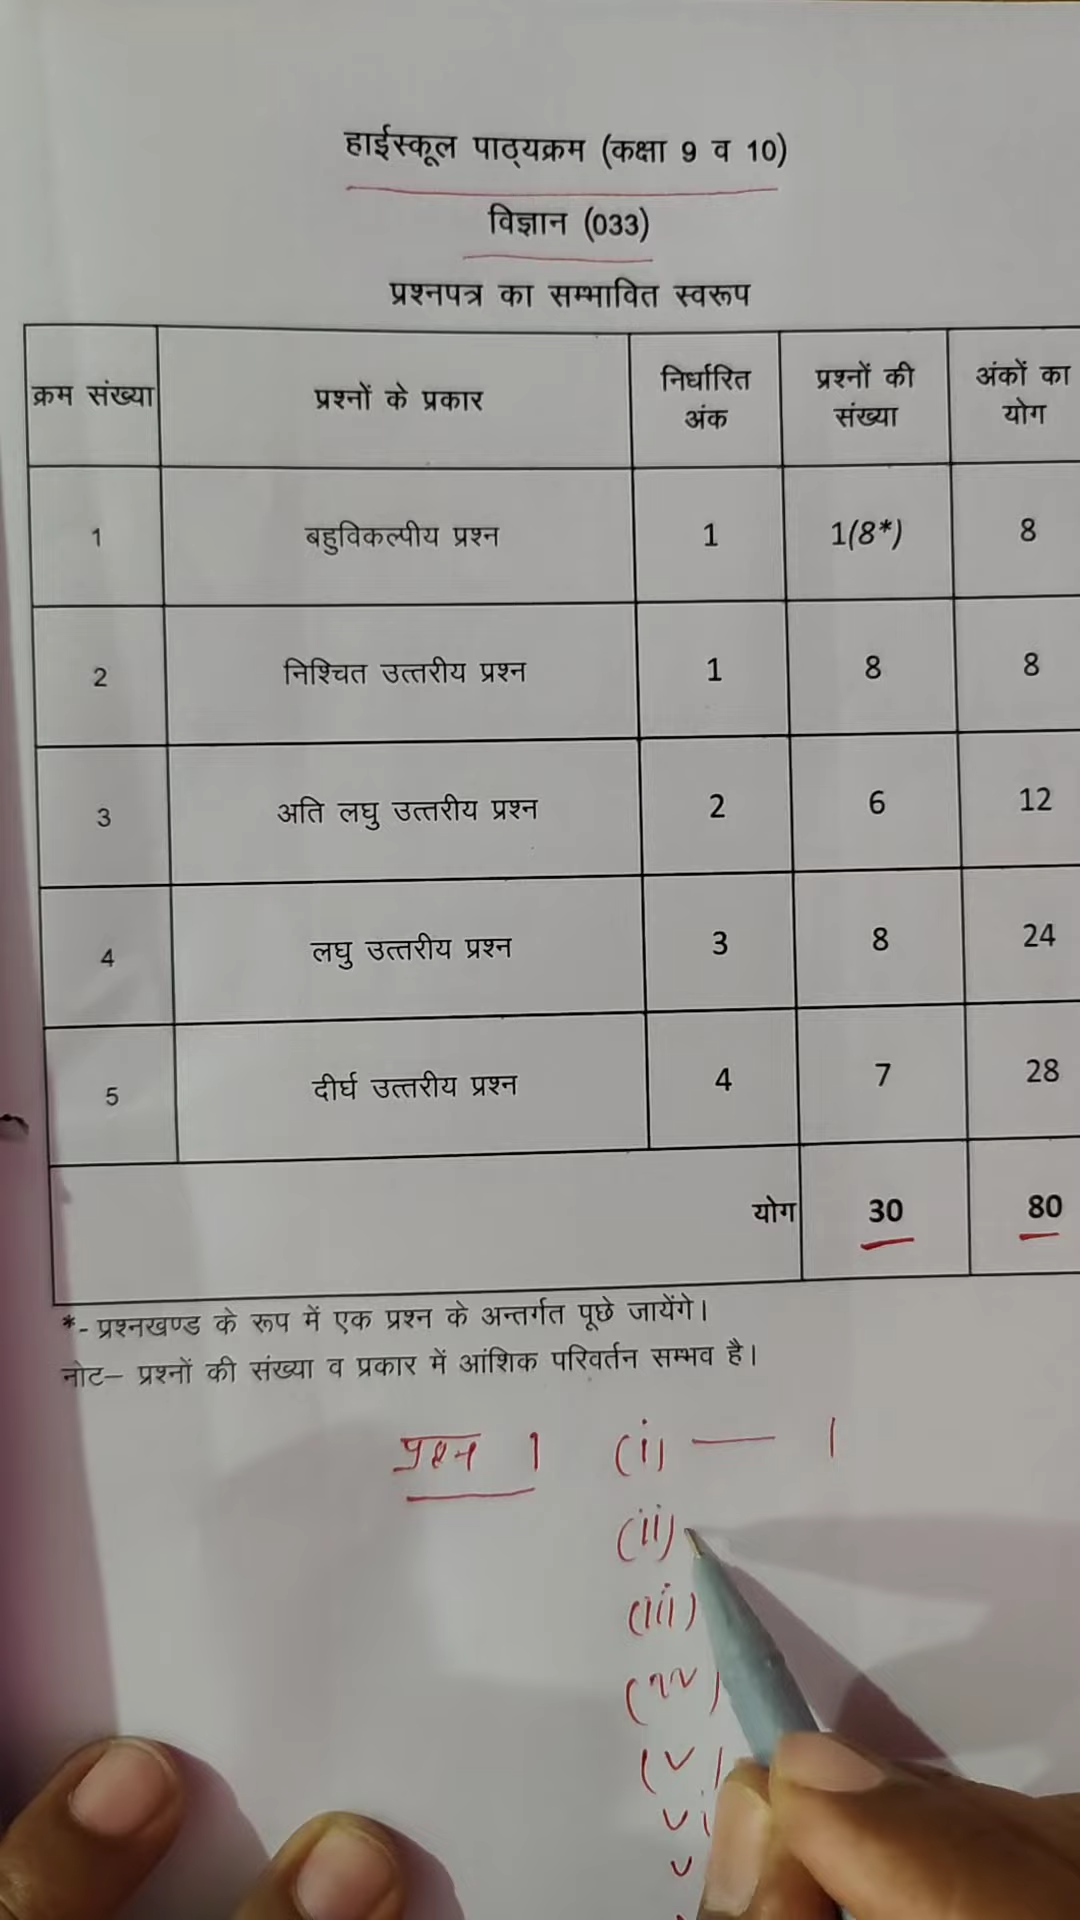 हाईस्कूल पाठ्यक्रम (कक्षा 9 व 10)
विज्ञान (033)
प्रश्नपत्र का सम्भावित स्वरूप
क्रम संख्या प्रश्नों के प्रकार निर्धारित अंक प्रश्नों की संख्या अंकों का योग
1 बहुविकल्पीय प्रश्न 1 1(8*) 8
2 निश्चित उत्तरीय प्रश्न 1 8 8
3 अति लघु उत्तरीय प्रश्न 2 6 12
4 लघु उत्तरीय प्रश्न 3 8 24
5 दीर्घ उत्तरीय प्रश्न 4 7 28
योग 30 80
*- प्रश्नखण्ड के रूप में एक प्रश्न के अन्तर्गत पूछे जायेंगे।
नोट– प्रश्नों की संख्या व प्रकार में आंशिक परिवर्तन सम्भव है।
प्रश्न 1 (i) — 1
(ii)
(iii)
(v)
vi